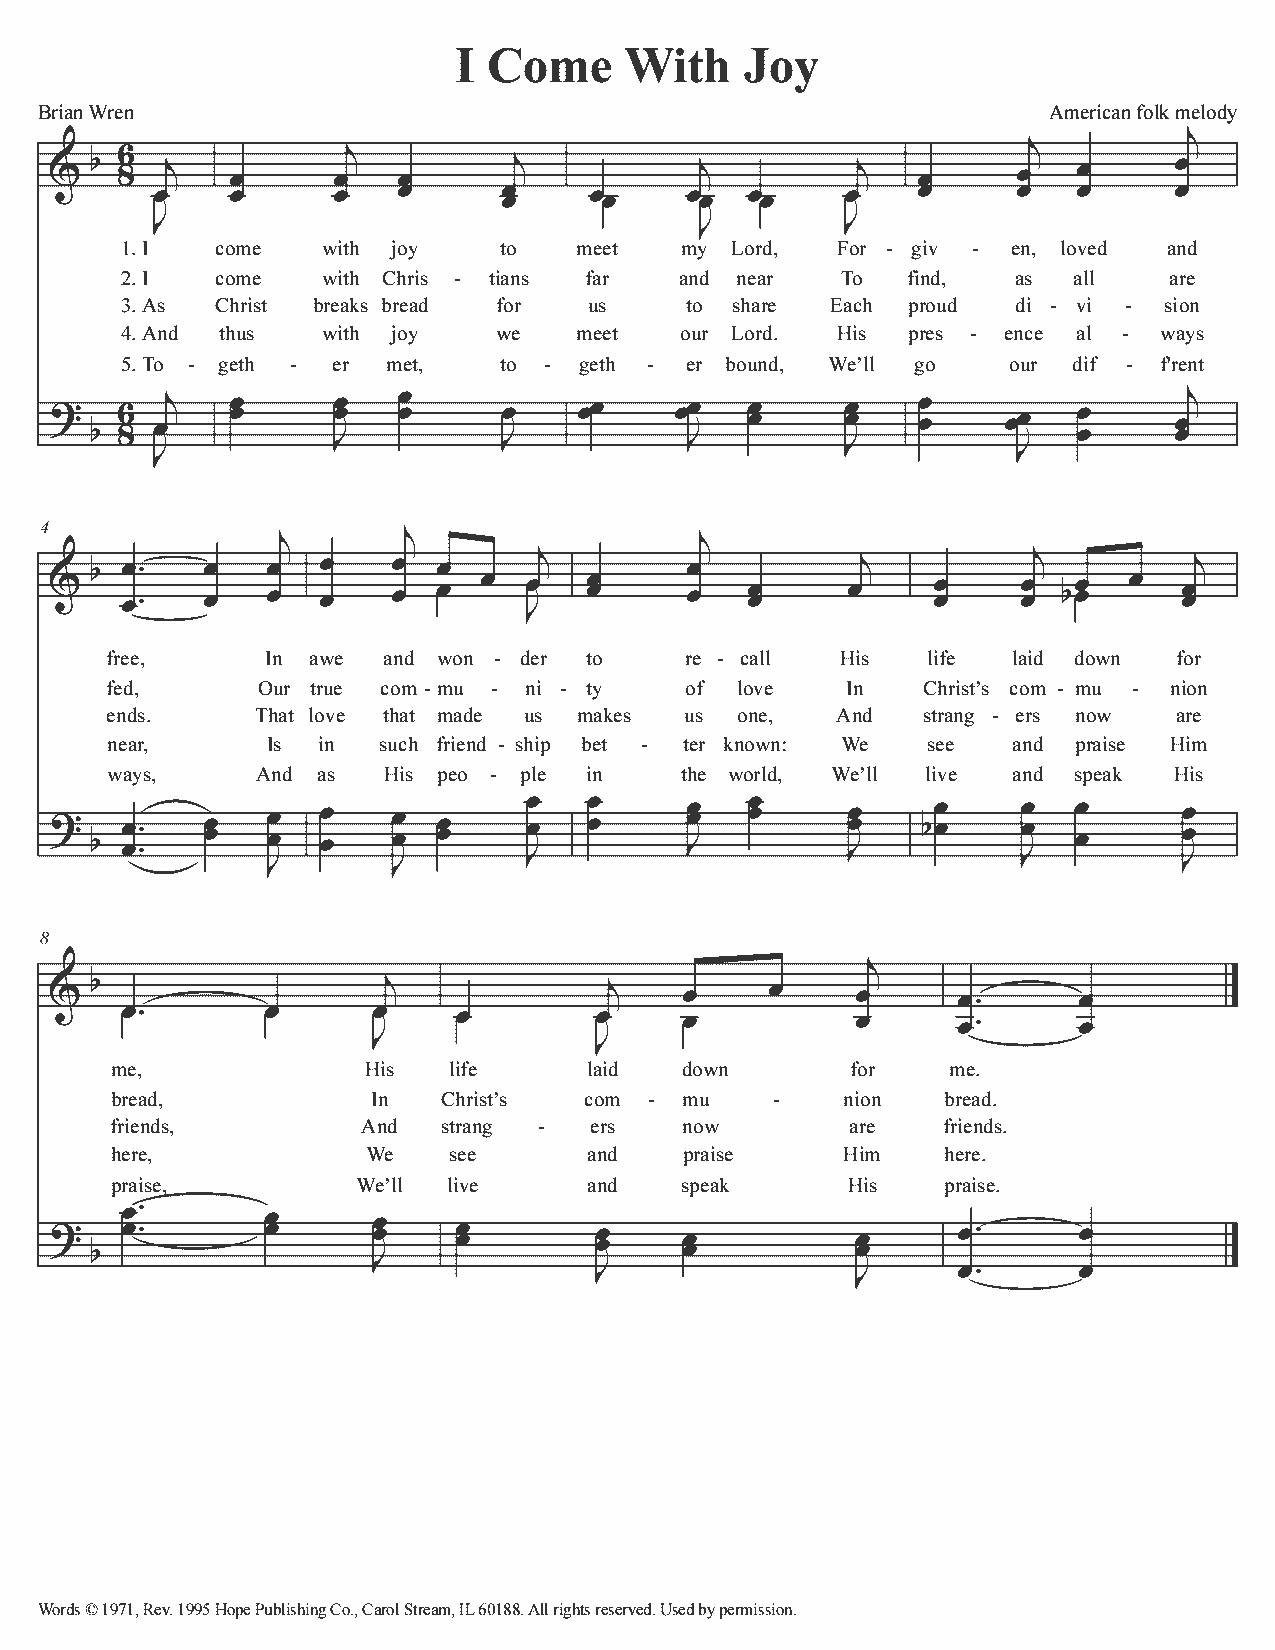 I Come With Joy
Brian Wren American folk melody
6 8
1. I come with joy to meet my Lord, For - giv - en, loved and
2. I come with Chris - tians far and near To find, as all are
3. As Christ breaks bread for us to share Each proud di - vi - sion
4. And thus with joy we meet our Lord. His pres - ence al - ways
5. To - geth - er met, to - geth - er bound, We’ll go our dif - f'rent
6 8
4
free, In awe and won - der to re - call His life laid down for
fed, Our true com - mu - ni - ty of love In Christ’s com - mu - nion
ends. That love that made us makes us one, And strang - ers now are
near, Is in such friend - ship bet - ter known: We see and praise Him
ways, And as His peo - ple in the world, We’ll live and speak His
8
me, His life laid down for me.
bread, In Christ’s com - mu - nion bread.
friends, And strang - ers now are friends.
here, We see and praise Him here.
praise, We’ll live and speak His praise.
Words © 1971, Rev. 1995 Hope Publishing Co., Carol Stream, IL 60188. All rights reserved. Used by permission.